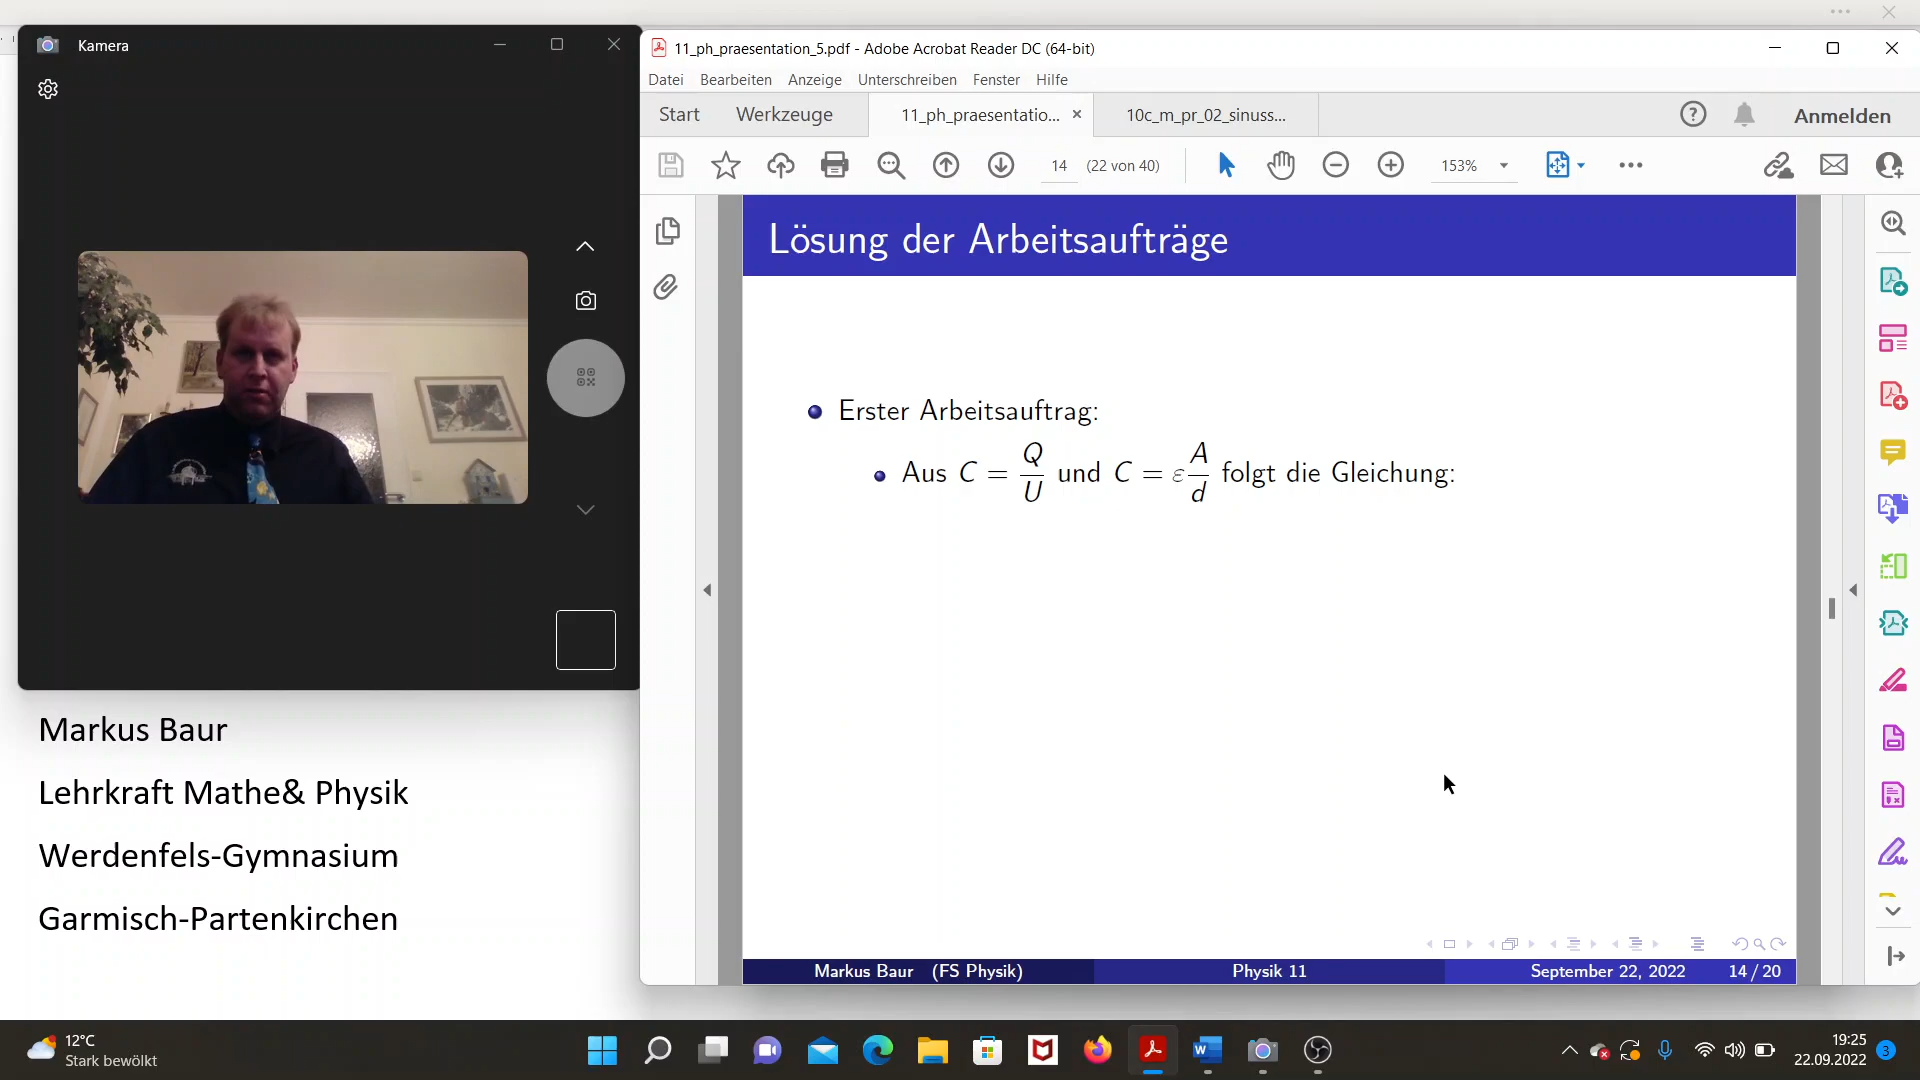 Kamera
11_ph_praesentation_5.pdf - Adobe Acrobat Reader DC (64-bit)
Datei Bearbeiten Anzeige Unterschreiben Fenster Hilfe
Start Werkzeuge 11_ph_praesentatio... 10c_m_pr_02_sinuss... Anmelden
14 (22 von 40) 153%
Lösung der Arbeitsaufträge
Erster Arbeitsauftrag:
Aus C = Q/U und C = ε A/d folgt die Gleichung:
Markus Baur (FS Physik) Physik 11 September 22, 2022 14 / 20
Markus Baur
Lehrkraft Mathe& Physik
Werdenfels-Gymnasium
Garmisch-Partenkirchen
12°C
Stark bewölkt
19:25
22.09.2022 3